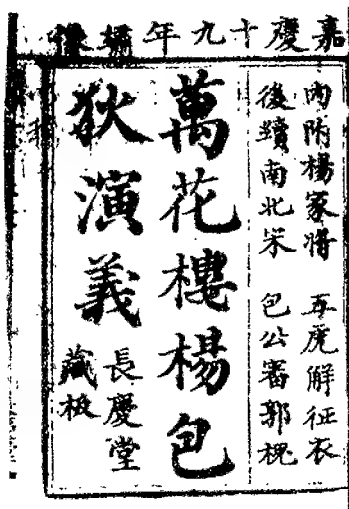 嘉慶十九年鐫
內附楊家將　五虎解征衣
後續南北宋　包公審郭槐
萬花樓楊包
狄演義
長慶堂
藏板